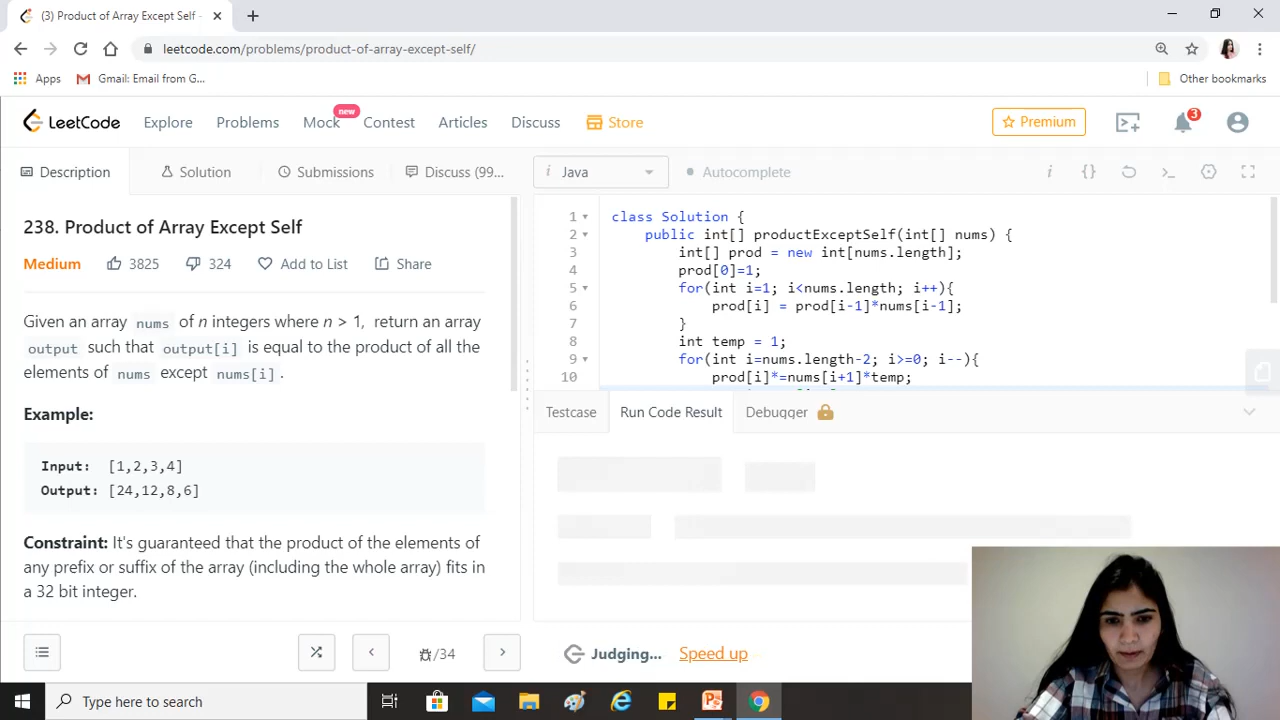 (3) Product of Array Except Self -
leetcode.com/problems/product-of-array-except-self/
Apps
Gmail: Email from G...
Other bookmarks
LeetCode
Explore
Problems
Mock
new
Contest
Articles
Discuss
Store
Premium
3
Description
Solution
Submissions
Discuss (99...
Java
Autocomplete
238. Product of Array Except Self
Medium
3825
324
Add to List
Share
Given an array nums of n integers where n > 1, return an array
output such that output[i] is equal to the product of all the
elements of nums except nums[i].
Example:
Input: [1,2,3,4]
Output: [24,12,8,6]
Constraint: It's guaranteed that the product of the elements of
any prefix or suffix of the array (including the whole array) fits in
a 32 bit integer.
1 class Solution {
2 public int[] productExceptSelf(int[] nums) {
3 int[] prod = new int[nums.length];
4 prod[0]=1;
5 for(int i=1; i<nums.length; i++){
6 prod[i] = prod[i-1]*nums[i-1];
7 }
8 int temp = 1;
9 for(int i=nums.length-2; i>=0; i--){
10 prod[i]*=nums[i+1]*temp;
Testcase
Run Code Result
Debugger
/34
Judging...
Speed up
Type here to search